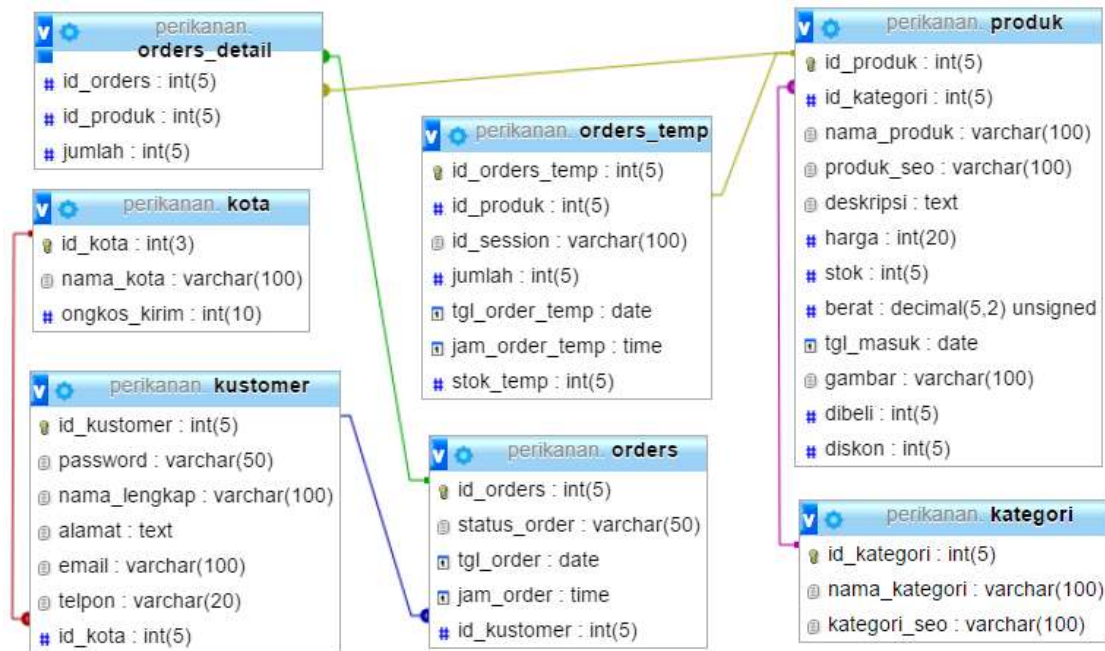 perikanan.
orders_detail
id_orders : int(5)
id_produk : int(5)
jumlah : int(5)
perikanan. kota
id_kota : int(3)
nama_kota : varchar(100)
ongkos_kirim : int(10)
perikanan. kustomer
id_kustomer : int(5)
password : varchar(50)
nama_lengkap : varchar(100)
alamat : text
email : varchar(100)
telpon : varchar(20)
id_kota : int(5)
perikanan. orders_temp
id_orders_temp : int(5)
id_produk : int(5)
id_session : varchar(100)
jumlah : int(5)
tgl_order_temp : date
jam_order_temp : time
stok_temp : int(5)
perikanan. orders
id_orders : int(5)
status_order : varchar(50)
tgl_order : date
jam_order : time
id_kustomer : int(5)
perikanan. produk
id_produk : int(5)
id_kategori : int(5)
nama_produk : varchar(100)
produk_seo : varchar(100)
deskripsi : text
harga : int(20)
stok : int(5)
berat : decimal(5,2) unsigned
tgl_masuk : date
gambar : varchar(100)
dibeli : int(5)
diskon : int(5)
perikanan. kategori
id_kategori : int(5)
nama_kategori : varchar(100)
kategori_seo : varchar(100)